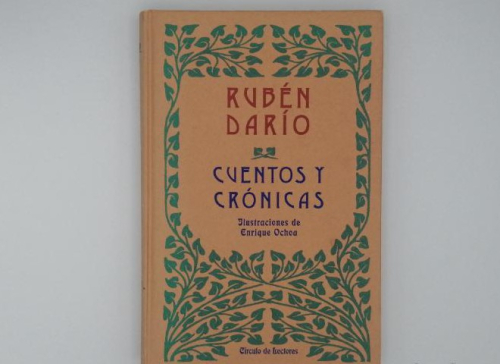 RUBÉN
DARÍO
CUENTOS Y
CRÓNICAS
Ilustraciones de
Enrique Ochoa
Círculo de Lectores